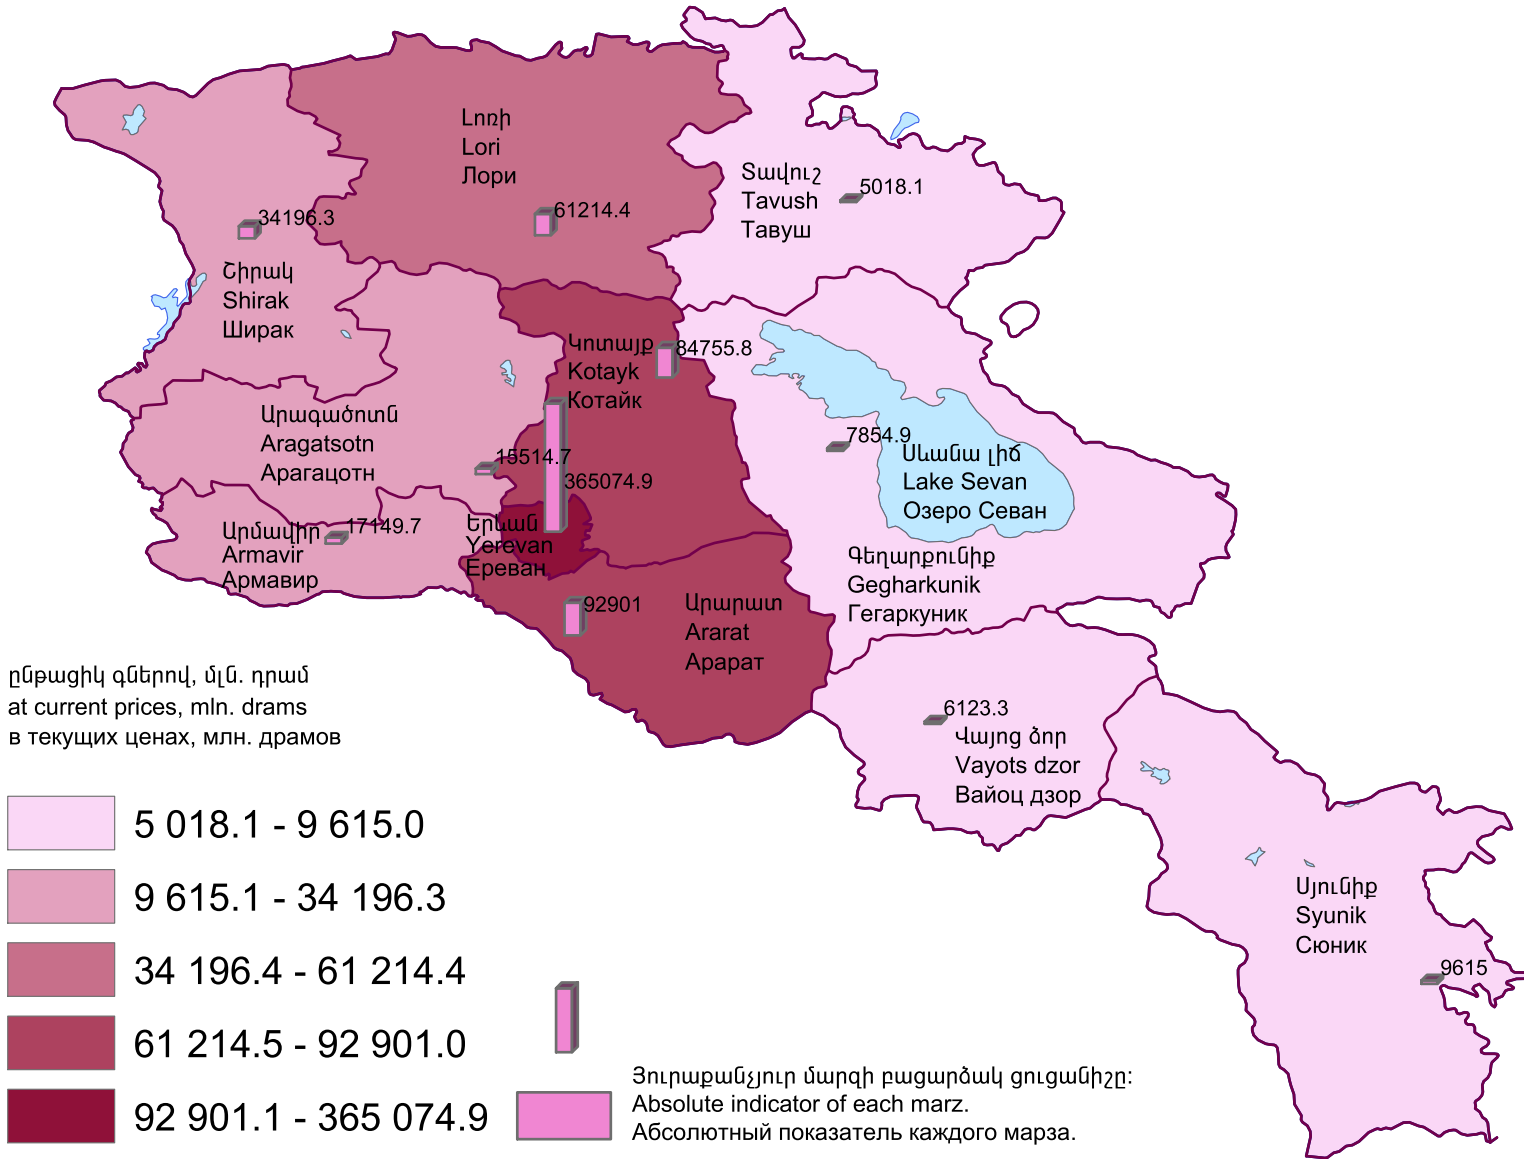 Լոռի
Lori
Лори
61214.4
Տավուշ
Tavush
Тавуш
5018.1
34196.3
Շիրակ
Shirak
Ширак
Կոտայք
Kotayk
Котайк
84755.8
Արագածոտն
Aragatsotn
Арагацотн
15514.7
365074.9
7854.9
Սևանա լիճ
Lake Sevan
Озеро Севан
Արմավիր
Armavir
Армавир
17149.7
Երևան
Yerevan
Ереван
Գեղարքունիք
Gegharkunik
Гегаркуник
92901
Արարատ
Ararat
Арарат
6123.3
Վայոց ձոր
Vayots dzor
Вайоц дзор
Սյունիք
Syunik
Сюник
9615
ընթացիկ գներով, մլն. դրամ
at current prices, mln. drams
в текущих ценах, млн. драмов
5 018.1 - 9 615.0
9 615.1 - 34 196.3
34 196.4 - 61 214.4
61 214.5 - 92 901.0
92 901.1 - 365 074.9
Յուրաքանչյուր մարզի բացարձակ ցուցանիշը:
Absolute indicator of each marz.
Абсолютный показатель каждого марза.